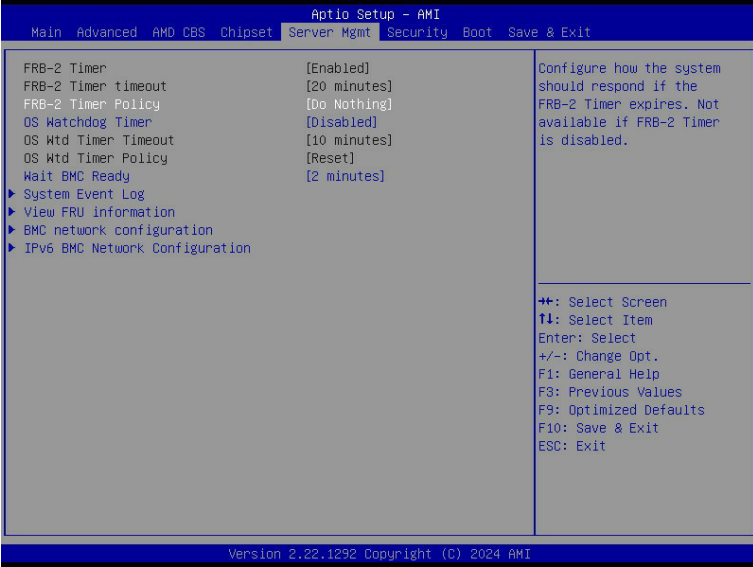 Aptio Setup – AMI
Main Advanced AMD CBS Chipset Server Mgmt Security Boot Save & Exit
FRB-2 Timer [Enabled]
FRB-2 Timer timeout [20 minutes]
FRB-2 Timer Policy [Do Nothing]
OS Watchdog Timer [Disabled]
OS Wtd Timer Timeout [10 minutes]
OS Wtd Timer Policy [Reset]
Wait BMC Ready [2 minutes]
▶ System Event Log
▶ View FRU information
▶ BMC network configuration
▶ IPv6 BMC Network Configuration
Configure how the system
should respond if the
FRB-2 Timer expires. Not
available if FRB-2 Timer
is disabled.
→←: Select Screen
↑↓: Select Item
Enter: Select
+/-: Change Opt.
F1: General Help
F3: Previous Values
F9: Optimized Defaults
F10: Save & Exit
ESC: Exit
Version 2.22.1292 Copyright (C) 2024 AMI